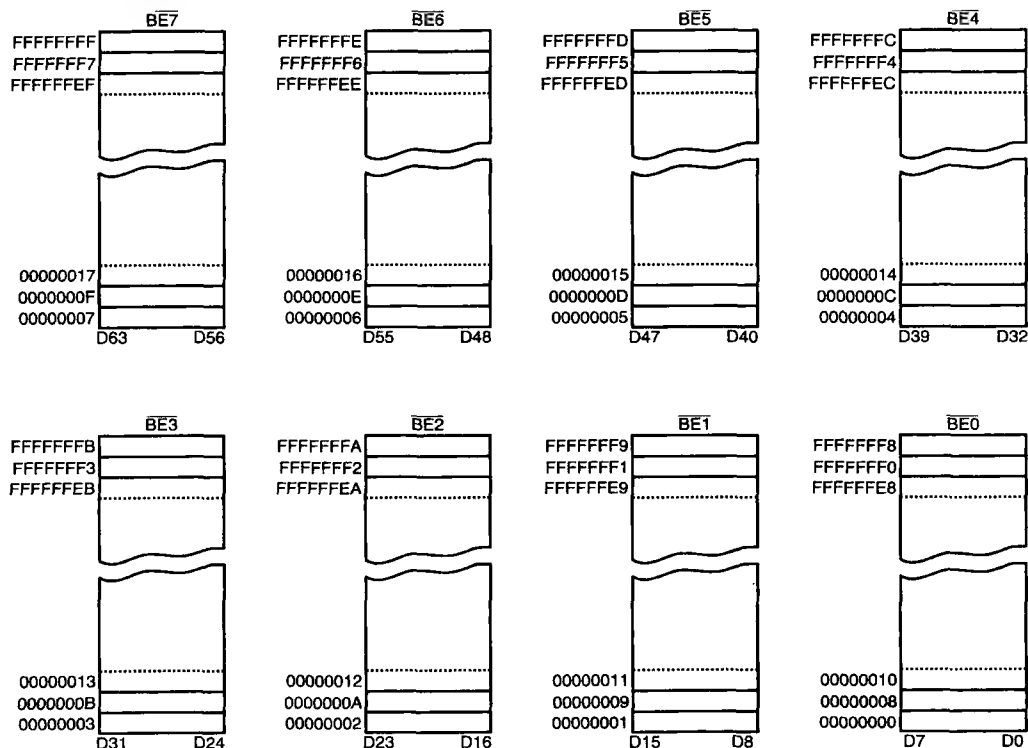 BE7 BE6 BE5 BE4
FFFFFFFF FFFFFFFE FFFFFFFD FFFFFFFC
FFFFFFF7 FFFFFFF6 FFFFFFF5 FFFFFFF4
FFFFFFEF FFFFFFEE FFFFFFED FFFFFFEC
00000017 00000016 00000015 00000014
0000000F 0000000E 0000000D 0000000C
00000007 00000006 00000005 00000004
D63 D56 D55 D48 D47 D40 D39 D32
BE3 BE2 BE1 BE0
FFFFFFFB FFFFFFFA FFFFFFF9 FFFFFFF8
FFFFFFF3 FFFFFFF2 FFFFFFF1 FFFFFFF0
FFFFFFEB FFFFFFEA FFFFFFE9 FFFFFFE8
00000013 00000012 00000011 00000010
0000000B 0000000A 00000009 00000008
00000003 00000002 00000001 00000000
D31 D24 D23 D16 D15 D8 D7 D0